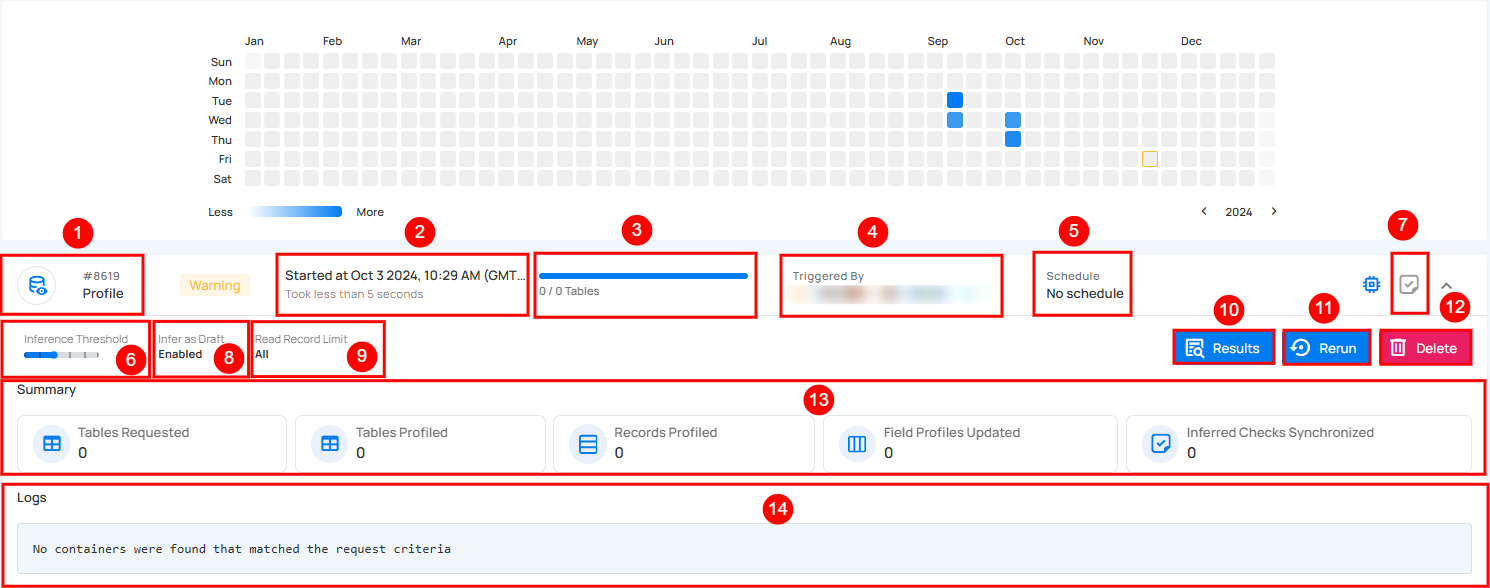 Jan Feb Mar Apr May Jun Jul Aug Sep Oct Nov Dec
Sun
Mon
Tue
Wed
Thu
Fri
Sat
Less More
2024
1
2
3
4
5
7
#8619
Profile
Warning
Started at Oct 3 2024, 10:29 AM (GMT...
Took less than 5 seconds
0 / 0 Tables
Triggered By
Schedule
No schedule
Inference Threshold
6
Infer as Draft
Enabled
8
Read Record Limit
All
9
10
11
12
Results
Rerun
Delete
Summary
13
Tables Requested
0
Tables Profiled
0
Records Profiled
0
Field Profiles Updated
0
Inferred Checks Synchronized
0
Logs
14
No containers were found that matched the request criteria